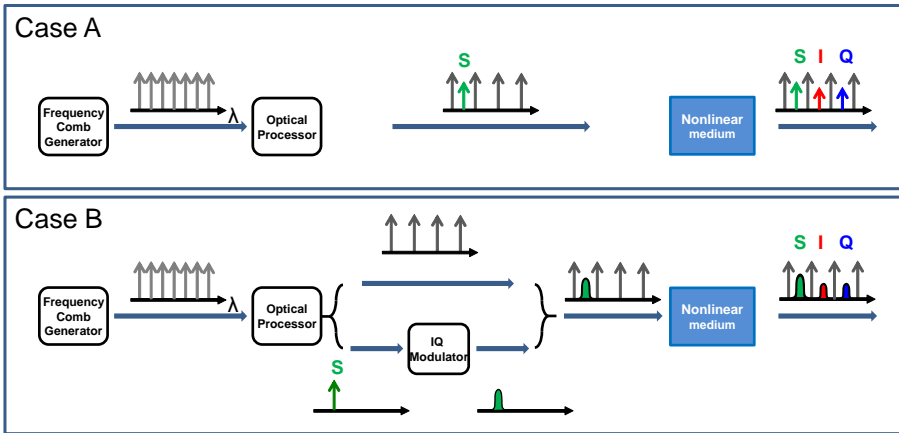 Case A
S
S I Q
Frequency
Comb
Generator
λ
Optical
Processor
Nonlinear
medium
Case B
S I Q
Frequency
Comb
Generator
λ
Optical
Processor
IQ
Modulator
Nonlinear
medium
S